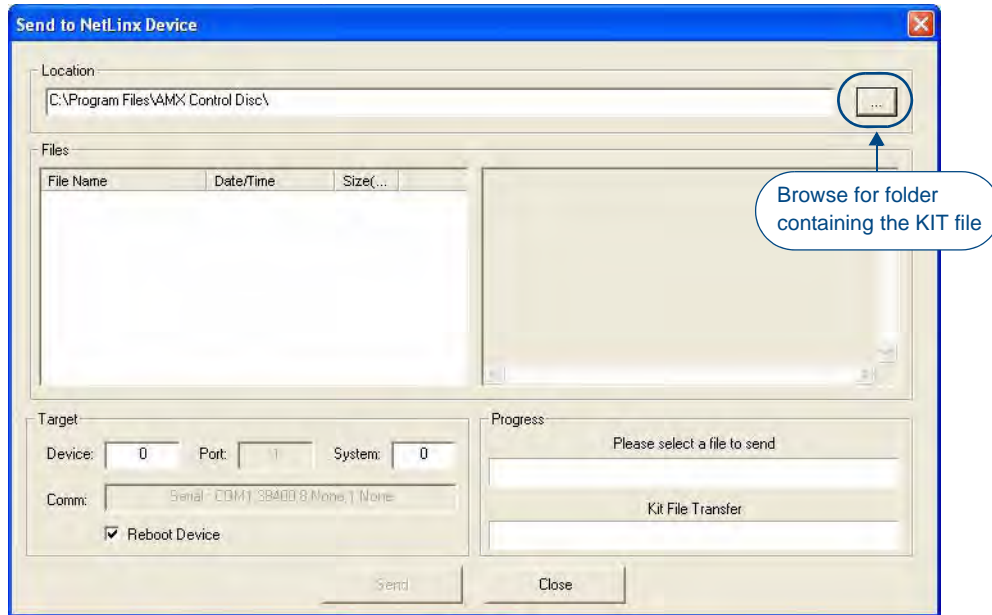 Send to NetLinx Device
Location
C:\Program Files\AMX Control Disc\
...
Files
File Name Date/Time Size(...
Browse for folder
containing the KIT file
Target
Device: 0 Port: 1 System: 0
Comm: Serial : COM1,38400,8,None,1,None
Reboot Device
Progress
Please select a file to send
Kit File Transfer
Send
Close